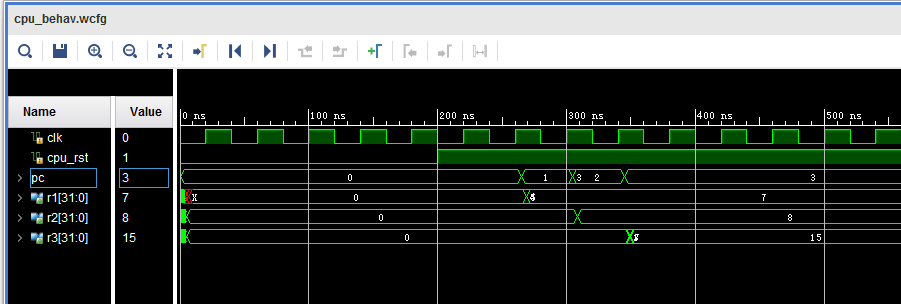 cpu_behav.wcfg
Name Value
0 ns 100 ns 200 ns 300 ns 400 ns 500 ns
clk 0
cpu_rst 1
pc 3 0 1 3 2 3
r1[31:0] 7 X 0 7
r2[31:0] 8 0 8
r3[31:0] 15 0 15